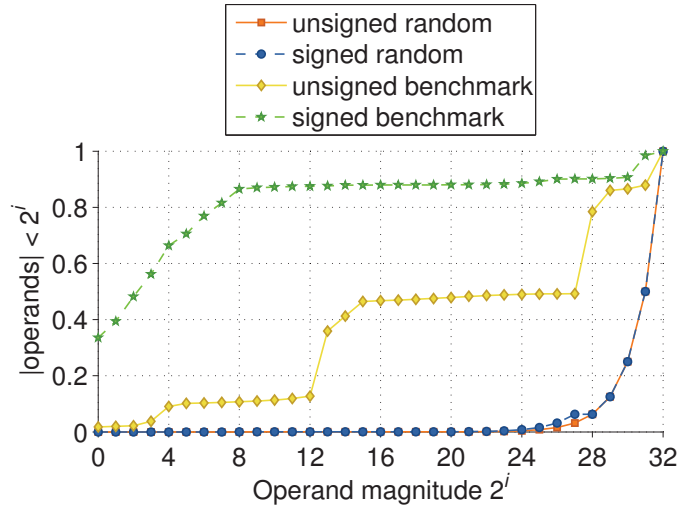 unsigned random
signed random
unsigned benchmark
signed benchmark
1
0.8
0.6
0.4
0.2
0
|operands| < 2^i
0 4 8 12 16 20 24 28 32
Operand magnitude 2^i